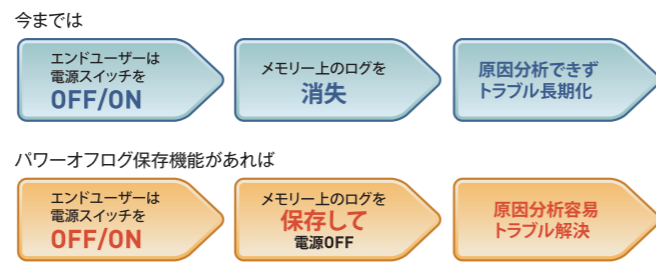 今までは
エンドユーザーは
電源スイッチを
OFF/ON
メモリー上のログを
消失
原因分析できず
トラブル長期化
パワーオフログ保存機能があれば
エンドユーザーは
電源スイッチを
OFF/ON
メモリー上のログを
保存して
電源OFF
原因分析容易
トラブル解決